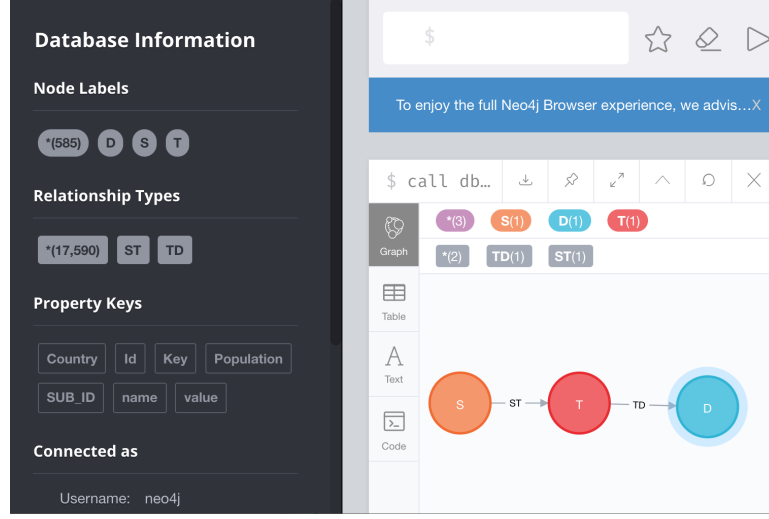 Database Information
Node Labels
*(585) D S T
Relationship Types
*(17,590) ST TD
Property Keys
Country Id Key Population
SUB_ID name value
Connected as
Username: neo4j
$
To enjoy the full Neo4j Browser experience, we advis...X
$ call db…
*(3) S(1) D(1) T(1)
*(2) TD(1) ST(1)
Graph
Table
A
Text
Code
S ST T TD D